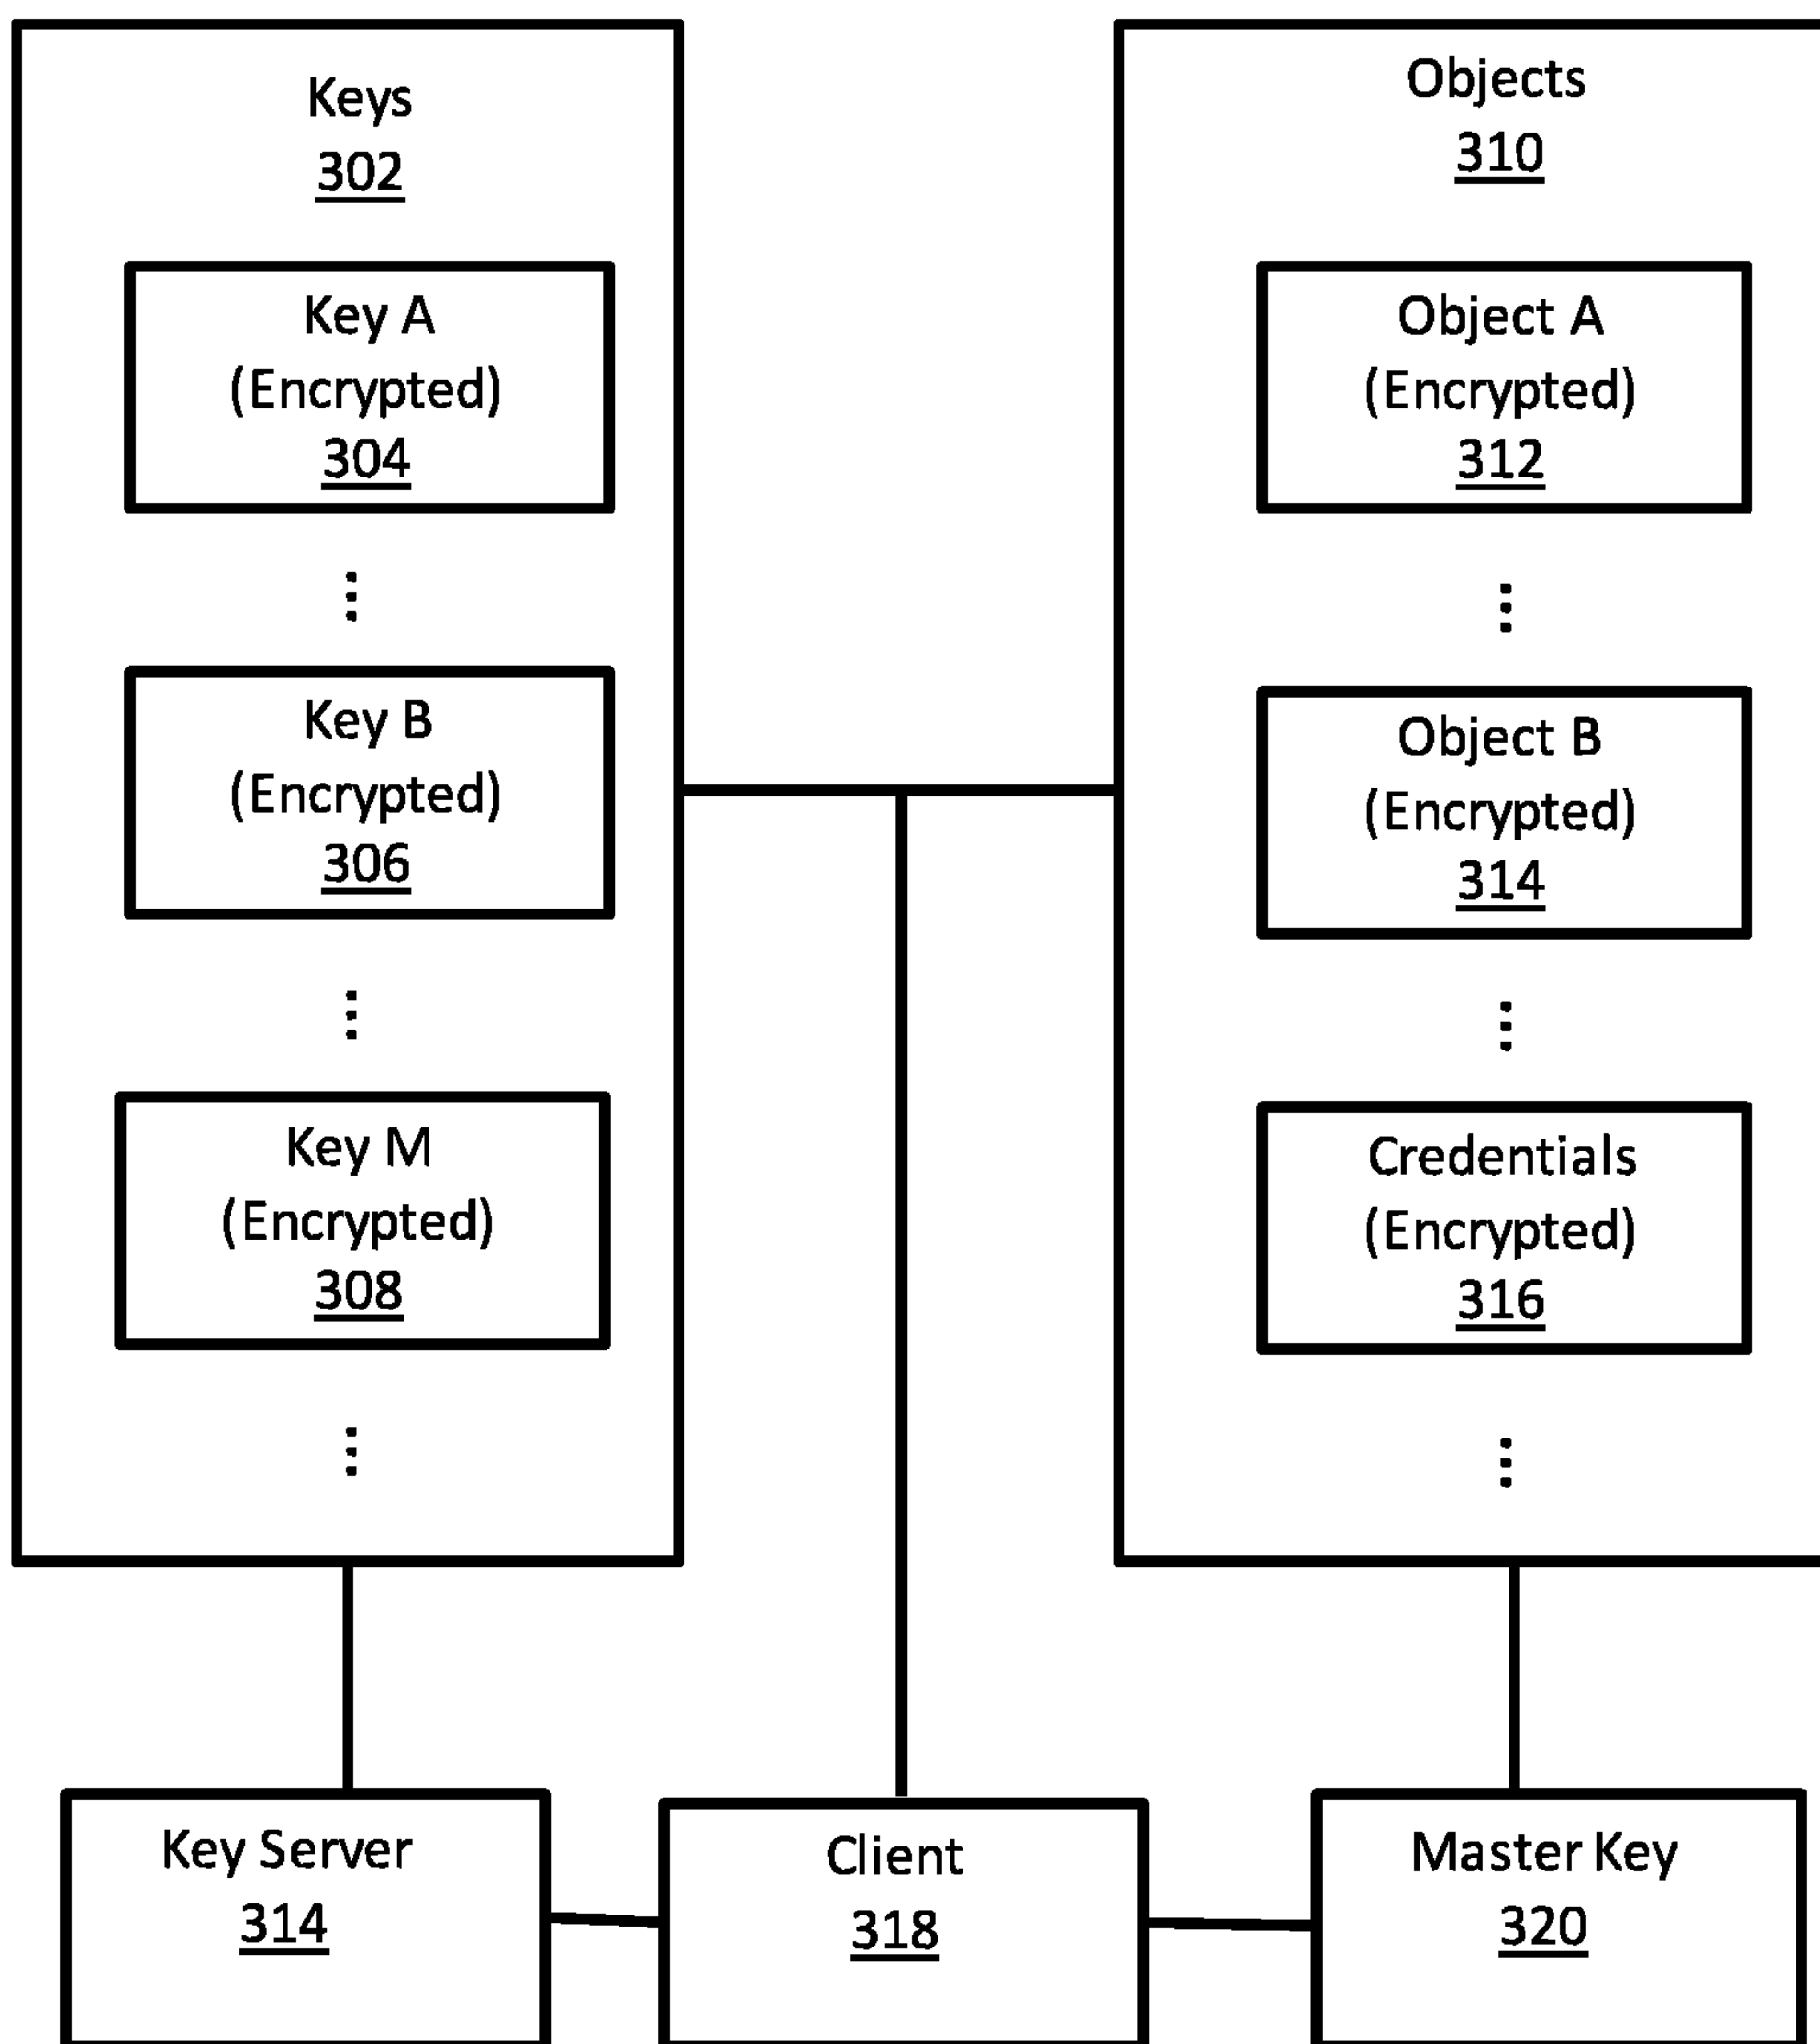 Keys
302
Key A
(Encrypted)
304
Key B
(Encrypted)
306
Key M
(Encrypted)
308
Objects
310
Object A
(Encrypted)
312
Object B
(Encrypted)
314
Credentials
(Encrypted)
316
Key Server
314
Client
318
Master Key
320